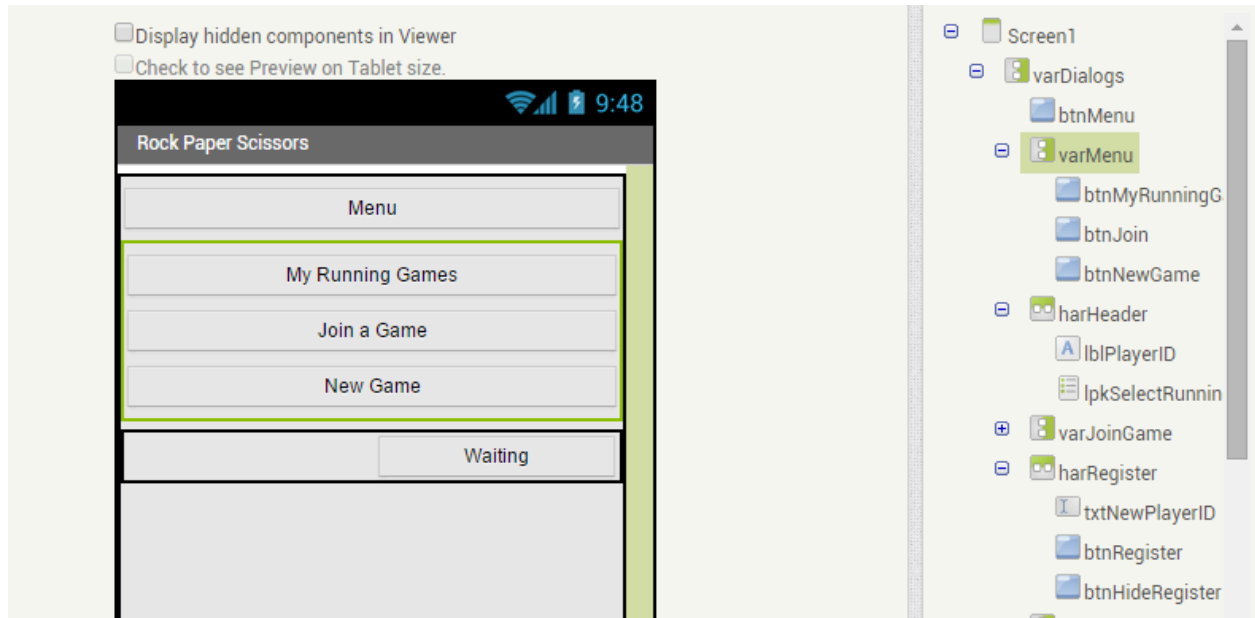 Display hidden components in Viewer
Check to see Preview on Tablet size.
9:48
Rock Paper Scissors
Menu
My Running Games
Join a Game
New Game
Waiting
Screen1
varDialogs
btnMenu
varMenu
btnMyRunningG
btnJoin
btnNewGame
harHeader
A lblPlayerID
lpkSelectRunnin
varJoinGame
harRegister
txtNewPlayerID
btnRegister
btnHideRegister